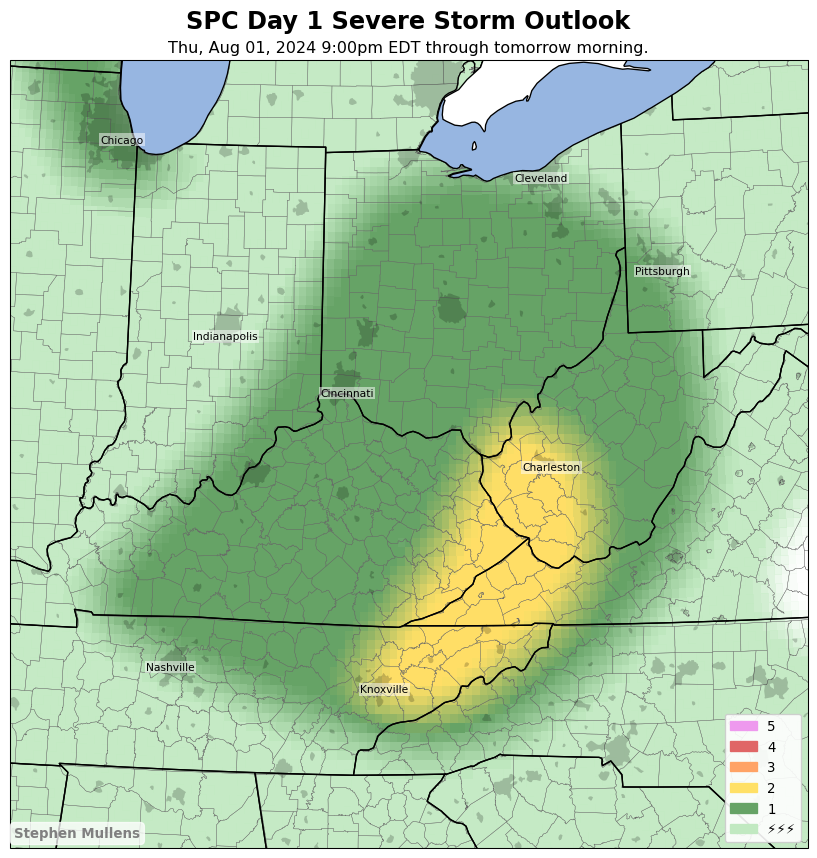 SPC Day 1 Severe Storm Outlook
Thu, Aug 01, 2024 9:00pm EDT through tomorrow morning.
Chicago
Cleveland
Pittsburgh
Indianapolis
Cincinnati
Charleston
Nashville
Knoxville
5
4
3
2
1
⚡⚡⚡
Stephen Mullens